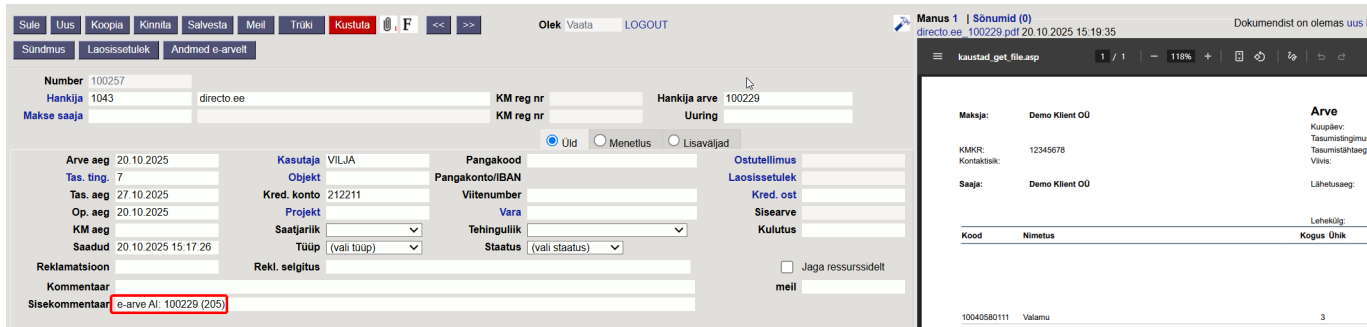 Sule Uus Koopia Kinnita Salvesta Meil Trüki Kustuta 1 F << >> Olek Vaata LOGOUT
Sündmus Laosissetulek Andmed e-arvelt
Number 100257
Hankija 1043 directo.ee KM reg nr Hankija arve 100229
Makse saaja KM reg nr Uuring
Üld Menetlus Lisaväljad
Arve aeg 20.10.2025 Kasutaja VILJA Pangakood Ostutellimus
Tas. ting. 7 Objekt Pangakonto/IBAN Laosissetulek
Tas. aeg 27.10.2025 Kred. konto 212211 Viitenumber Kred. ost
Op. aeg 20.10.2025 Projekt Vara Sisearve
KM aeg Saatjariik Tehinguliik Kulutus
Saadud 20.10.2025 15:17:26 Tüüp (vali tüüp) Staatus (vali staatus)
Reklamatsioon Rekl. selgitus Jaga ressurssidelt
Kommentaar meil
Sisekommentaar e-arve AI: 100229 (205)
Manus 1 | Sõnumid (0) Dokumendist on olemas uus
directo.ee_100229.pdf 20.10.2025 15:19:35
kaustad_get_file.asp 1 / 1 − 118% +
Maksja: Demo Klient OÜ Arve
Kuupäev:
Tasumistingimus
KMKR: 12345678 Tasumistähtaeg
Kontaktisik: Viivis:
Saaja: Demo Klient OÜ Lähetusaeg:
Lehekülg:
Kood Nimetus Kogus Ühik
10040580111 Valamu 3